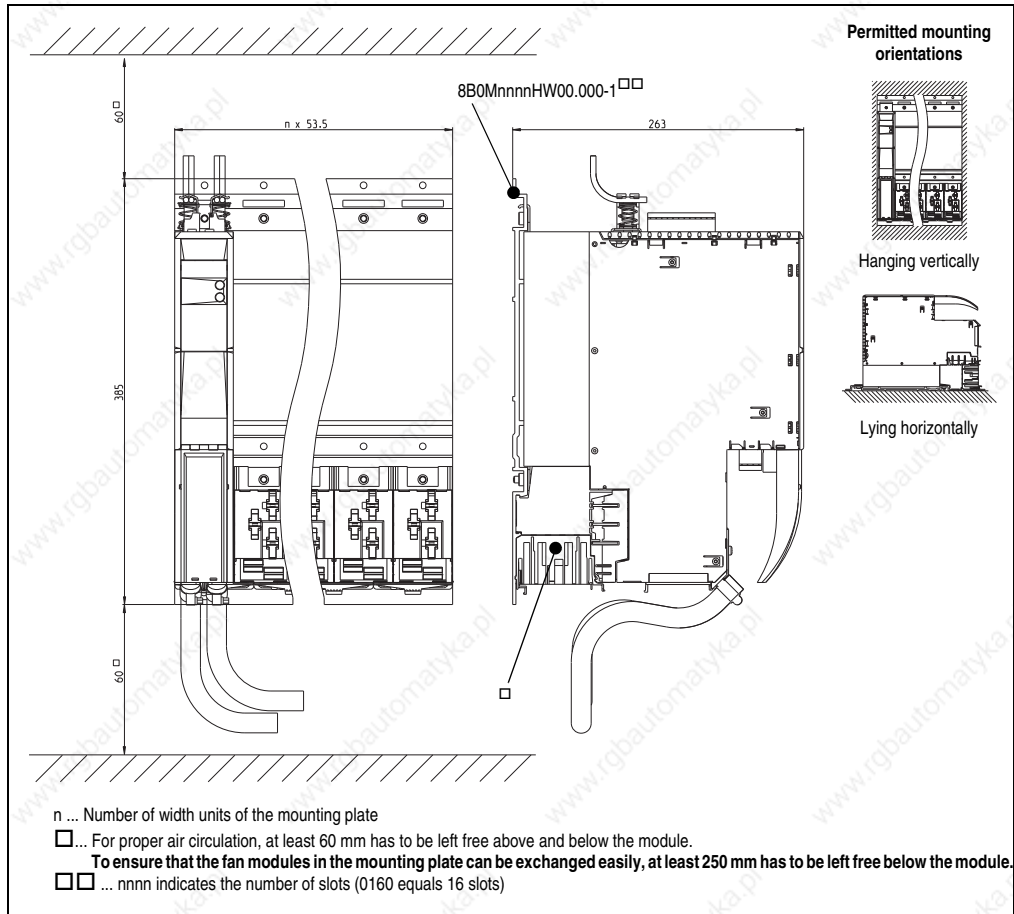 Permitted mounting
orientations
8B0MnnnnHW00.000-1□□
60 □
n x 53.5
263
Hanging vertically
385
Lying horizontally
60 □
□
n ... Number of width units of the mounting plate
□... For proper air circulation, at least 60 mm has to be left free above and below the module.
To ensure that the fan modules in the mounting plate can be exchanged easily, at least 250 mm has to be left free below the module.
□□ ... nnnn indicates the number of slots (0160 equals 16 slots)
www.rgbautomatyka.pl